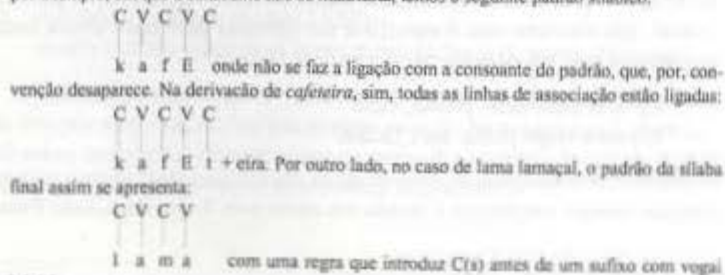 C V C V C
k a f E onde não se faz a ligação com a consoante do padrão, que, por, con-
venção desaparece. Na derivação de cafeteira, sim, todas as linhas de associação estão ligadas:
C V C V C
k a f E t + eira. Por outro lado, no caso de lama lamaçal, o padrão da sílaba
final assim se apresenta:
C V C V
l a m a com uma regra que introduz C(s) antes de um sufixo com vogal